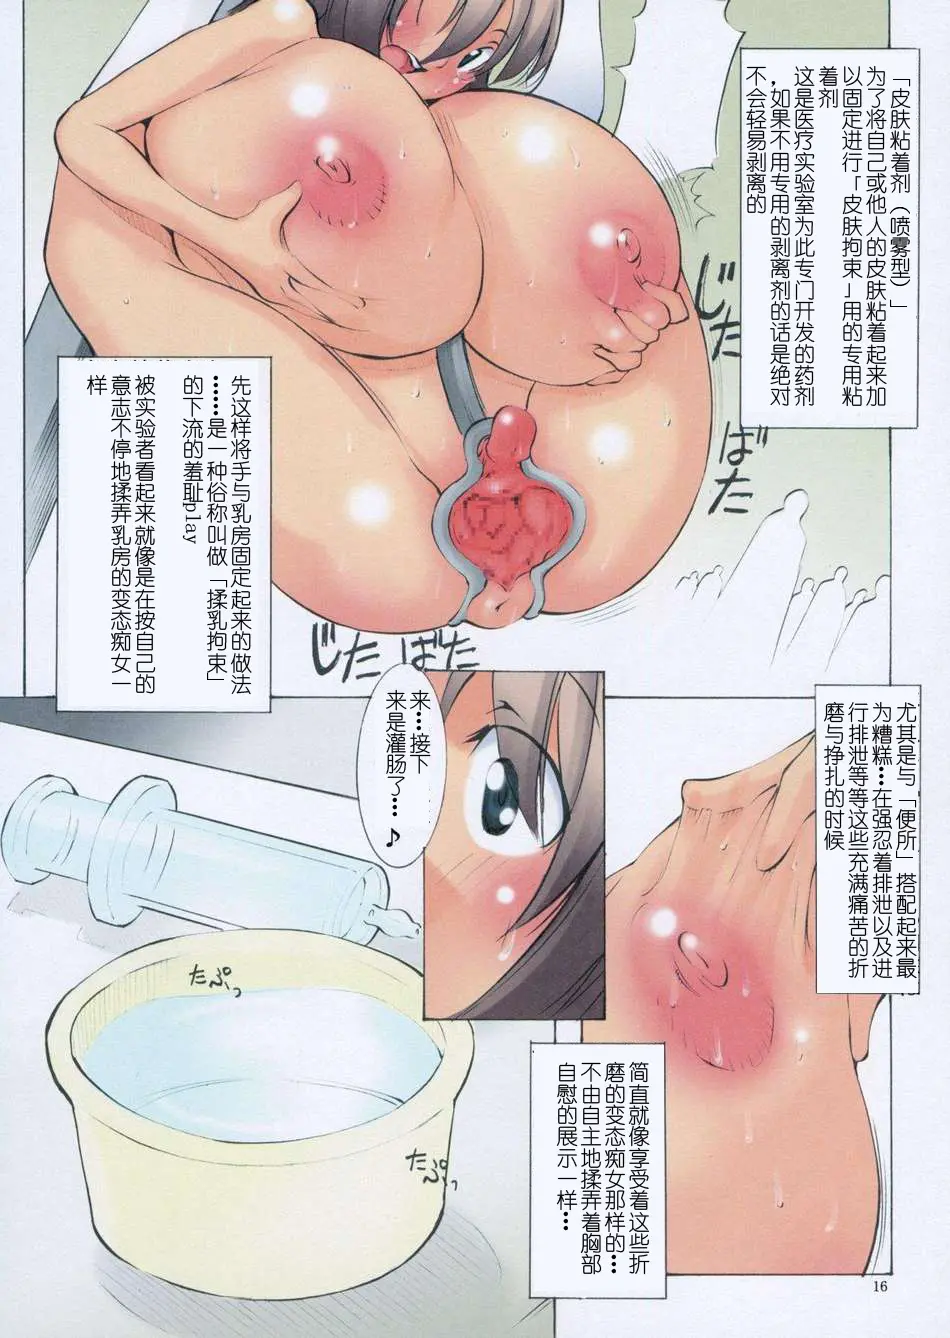 「皮肤粘着剂（喷雾型）」
为了将自己或他人的皮肤粘着起来加
以固定进行「皮肤拘束」用的专用粘
着剂
这是医疗实验室为此专门开发的药剂
，如果不用专用的剥离剂的话是绝对
不会轻易剥离的
じた
ばた
先这样将手与乳房固定起来的做法
……是一种俗称叫做「揉乳拘束」
的下流的羞耻play
被实验者看起来就像是在按自己的
意志不停地揉弄乳房的变态痴女一
样
じた
ばた
尤其是与「便所」搭配起来最
为糟糕…在强忍着排泄以及进
行排泄等等这些充满痛苦的折
磨与挣扎的时候
来…接下
来是灌肠了…♪
たぷっ
たぷっ
简直就像享受着这些折
磨的变态痴女那样的…
不由自主地揉弄着胸部
自慰的展示一样…
16